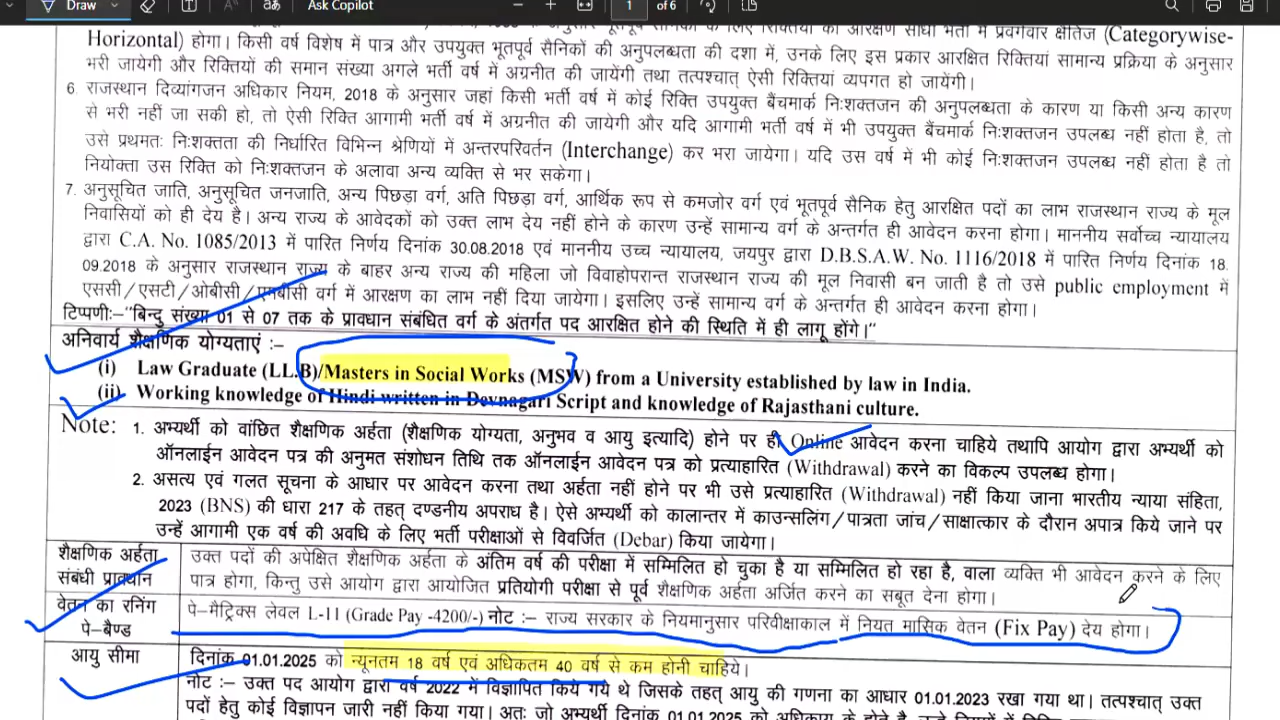 Draw
Ask Copilot
1 of 6
Horizontal) होगा। किसी वर्ष विशेष में पात्र और उपयुक्त भूतपूर्व सैनिकों की अनुपलब्धता की दशा में, उनके लिए इस प्रकार आरक्षित रिक्तियां सामान्य प्रक्रिया के अनुसार
भरी जायेगी और रिक्तियों की समान संख्या अगले भर्ती वर्ष में अग्रनीत की जायेंगी तथा तत्पश्चात् ऐसी रिक्तियां व्यपगत हो जायेंगी।
6. राजस्थान दिव्यांगजन अधिकार नियम, 2018 के अनुसार जहां किसी भर्ती वर्ष में कोई रिक्ति उपयुक्त बैंचमार्क निःशक्तजन की अनुपलब्धता के कारण या किसी अन्य कारण
से भरी नहीं जा सकी हो, तो ऐसी रिक्ति आगामी भर्ती वर्ष में अग्रनीत की जायेगी और यदि आगामी भर्ती वर्ष में भी उपयुक्त बैंचमार्क निःशक्तजन उपलब्ध नहीं होता है, तो
उसे प्रथमतः निःशक्तता की निर्धारित विभिन्न श्रेणियों में अन्तरपरिवर्तन (Interchange) कर भरा जायेगा। यदि उस वर्ष में भी कोई निःशक्तजन उपलब्ध नहीं होता है तो
नियोक्ता उस रिक्ति को निःशक्तजन के अलावा अन्य व्यक्ति से भर सकेगा।
7. अनुसूचित जाति, अनुसूचित जनजाति, अन्य पिछड़ा वर्ग, अति पिछड़ा वर्ग, आर्थिक रूप से कमजोर वर्ग एवं भूतपूर्व सैनिक हेतु आरक्षित पदों का लाभ राजस्थान राज्य के मूल
निवासियों को ही देय है। अन्य राज्य के आवेदकों को उक्त लाभ देय नहीं होने के कारण उन्हें सामान्य वर्ग के अन्तर्गत ही आवेदन करना होगा। माननीय सर्वोच्च न्यायालय
द्वारा C.A. No. 1085/2013 में पारित निर्णय दिनांक 30.08.2018 एवं माननीय उच्च न्यायालय, जयपुर द्वारा D.B.S.A.W. No. 1116/2018 में पारित निर्णय दिनांक 18.
09.2018 के अनुसार राजस्थान राज्य के बाहर अन्य राज्य की महिला जो विवाहोपरान्त राजस्थान राज्य की मूल निवासी बन जाती है तो उसे public employment में
एससी/एसटी/ओबीसी/एमबीसी वर्ग में आरक्षण का लाभ नहीं दिया जायेगा। इसलिए उन्हें सामान्य वर्ग के अन्तर्गत ही आवेदन करना होगा।
टिप्पणी:-"बिन्दु संख्या 01 से 07 तक के प्रावधान संबंधित वर्ग के अंतर्गत पद आरक्षित होने की स्थिति में ही लागू होंगे।"
अनिवार्य शैक्षणिक योग्यताएं :-
(i) Law Graduate (LL.B)/Masters in Social Works (MSW) from a University established by law in India.
(ii) Working knowledge of Hindi written in Devnagari Script and knowledge of Rajasthani culture.
Note: 1. अभ्यर्थी को वांछित शैक्षणिक अर्हता (शैक्षणिक योग्यता, अनुभव व आयु इत्यादि) होने पर ही Online आवेदन करना चाहिये तथापि आयोग द्वारा अभ्यर्थी को
ऑनलाईन आवेदन पत्र की अनुमत संशोधन तिथि तक ऑनलाईन आवेदन पत्र को प्रत्याहारित (Withdrawal) करने का विकल्प उपलब्ध होगा।
2. असत्य एवं गलत सूचना के आधार पर आवेदन करना तथा अर्हता नहीं होने पर भी उसे प्रत्याहारित (Withdrawal) नहीं किया जाना भारतीय न्याया संहिता,
2023 (BNS) की धारा 217 के तहत् दण्डनीय अपराध है। ऐसे अभ्यर्थी को कालान्तर में काउन्सलिंग/पात्रता जांच/साक्षात्कार के दौरान अपात्र किये जाने पर
उन्हें आगामी एक वर्ष की अवधि के लिए भर्ती परीक्षाओं से विवर्जित (Debar) किया जायेगा।
शैक्षणिक अर्हता संबंधी प्रावधान
उक्त पदों की अपेक्षित शैक्षणिक अर्हता के अंतिम वर्ष की परीक्षा में सम्मिलित हो चुका है या सम्मिलित हो रहा है, वाला व्यक्ति भी आवेदन करने के लिए
पात्र होगा, किन्तु उसे आयोग द्वारा आयोजित प्रतियोगी परीक्षा से पूर्व शैक्षणिक अर्हता अर्जित करने का सबूत देना होगा।
वेतन का रनिंग पे-बैण्ड
पे-मैट्रिक्स लेवल L-11 (Grade Pay -4200/-) नोट :- राज्य सरकार के नियमानुसार परिवीक्षाकाल में नियत मासिक वेतन (Fix Pay) देय होगा।
आयु सीमा
दिनांक 01.01.2025 को न्यूनतम 18 वर्ष एवं अधिकतम 40 वर्ष से कम होनी चाहिये।
नोट :- उक्त पद आयोग द्वारा वर्ष 2022 में विज्ञापित किये गये थे जिसके तहत् आयु की गणना का आधार 01.01.2023 रखा गया था। तत्पश्चात् उक्त
पदों हेतु कोई विज्ञापन जारी नहीं किया गया। अतः जो अभ्यर्थी दिनांक 01.01.2025 को